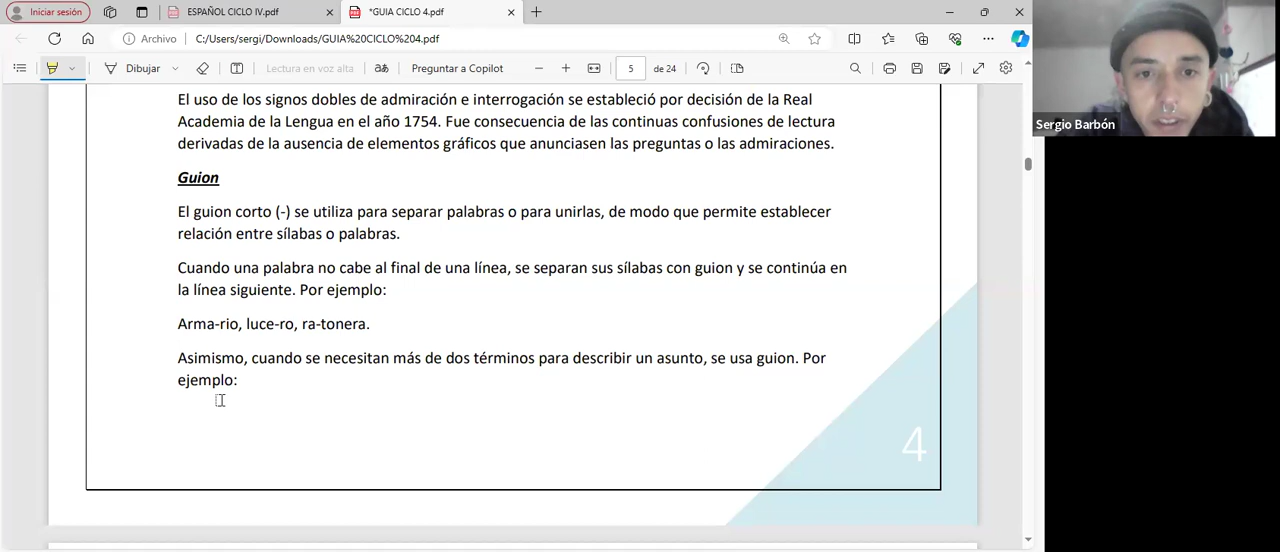 Iniciar sesión
ESPAÑOL CICLO IV.pdf
*GUIA CICLO 4.pdf
Archivo
C:/Users/sergi/Downloads/GUIA%20CICLO%204.pdf
Dibujar
Lectura en voz alta
aあ
Preguntar a Copilot
5
de 24
El uso de los signos dobles de admiración e interrogación se estableció por decisión de la Real
Academia de la Lengua en el año 1754. Fue consecuencia de las continuas confusiones de lectura
derivadas de la ausencia de elementos gráficos que anunciasen las preguntas o las admiraciones.
Guion
El guion corto (-) se utiliza para separar palabras o para unirlas, de modo que permite establecer
relación entre sílabas o palabras.
Cuando una palabra no cabe al final de una línea, se separan sus sílabas con guion y se continúa en
la línea siguiente. Por ejemplo:
Arma-rio, luce-ro, ra-tonera.
Asimismo, cuando se necesitan más de dos términos para describir un asunto, se usa guion. Por
ejemplo:
4
Sergio Barbón